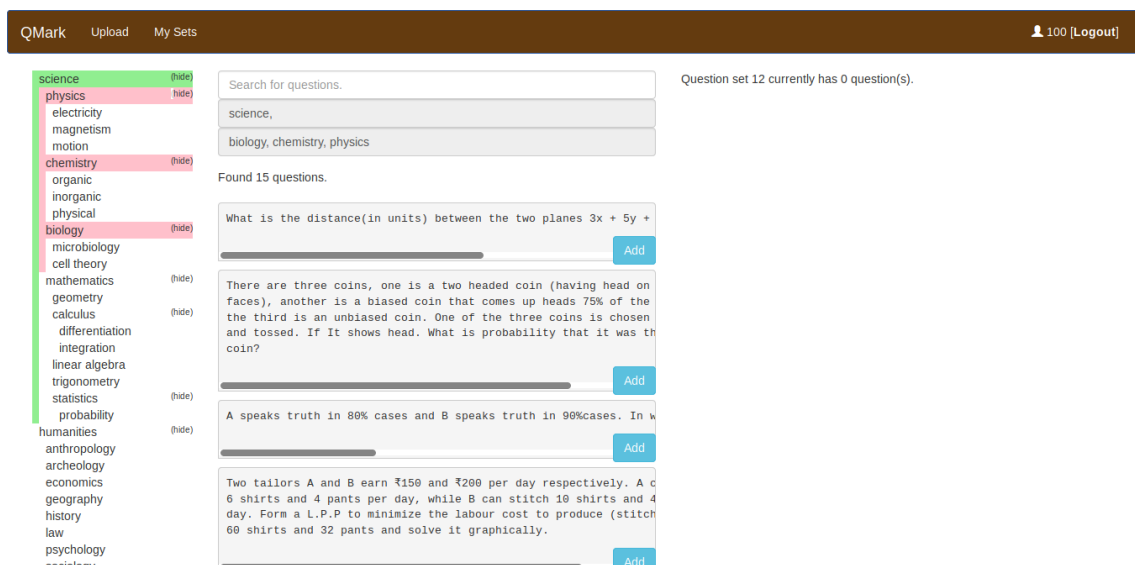 QMark Upload My Sets 100 [Logout]
science (hide)
physics (hide)
electricity
magnetism
motion
chemistry (hide)
organic
inorganic
physical
biology (hide)
microbiology
cell theory
mathematics (hide)
geometry
calculus (hide)
differentiation
integration
linear algebra
trigonometry
statistics (hide)
probability
humanities (hide)
anthropology
archeology
economics
geography
history
law
psychology
Search for questions.
science,
biology, chemistry, physics
Found 15 questions.
What is the distance(in units) between the two planes 3x + 5y +
Add
There are three coins, one is a two headed coin (having head on
faces), another is a biased coin that comes up heads 75% of the
the third is an unbiased coin. One of the three coins is chosen
and tossed. If It shows head. What is probability that it was th
coin?
Add
A speaks truth in 80% cases and B speaks truth in 90%cases. In w
Add
Two tailors A and B earn ₹150 and ₹200 per day respectively. A c
6 shirts and 4 pants per day, while B can stitch 10 shirts and 4
day. Form a L.P.P to minimize the labour cost to produce (stitch
60 shirts and 32 pants and solve it graphically.
Add
Question set 12 currently has 0 question(s).